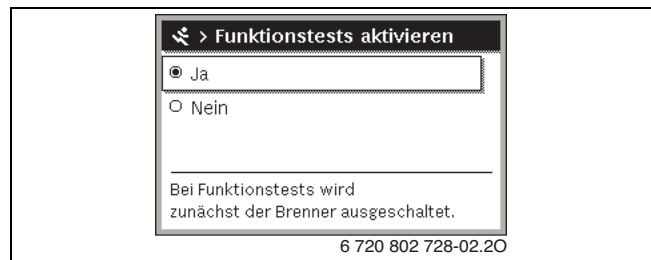 > Funktionstests aktivieren
Ja
Nein
Bei Funktionstests wird
zunächst der Brenner ausgeschaltet.
6 720 802 728-02.2O